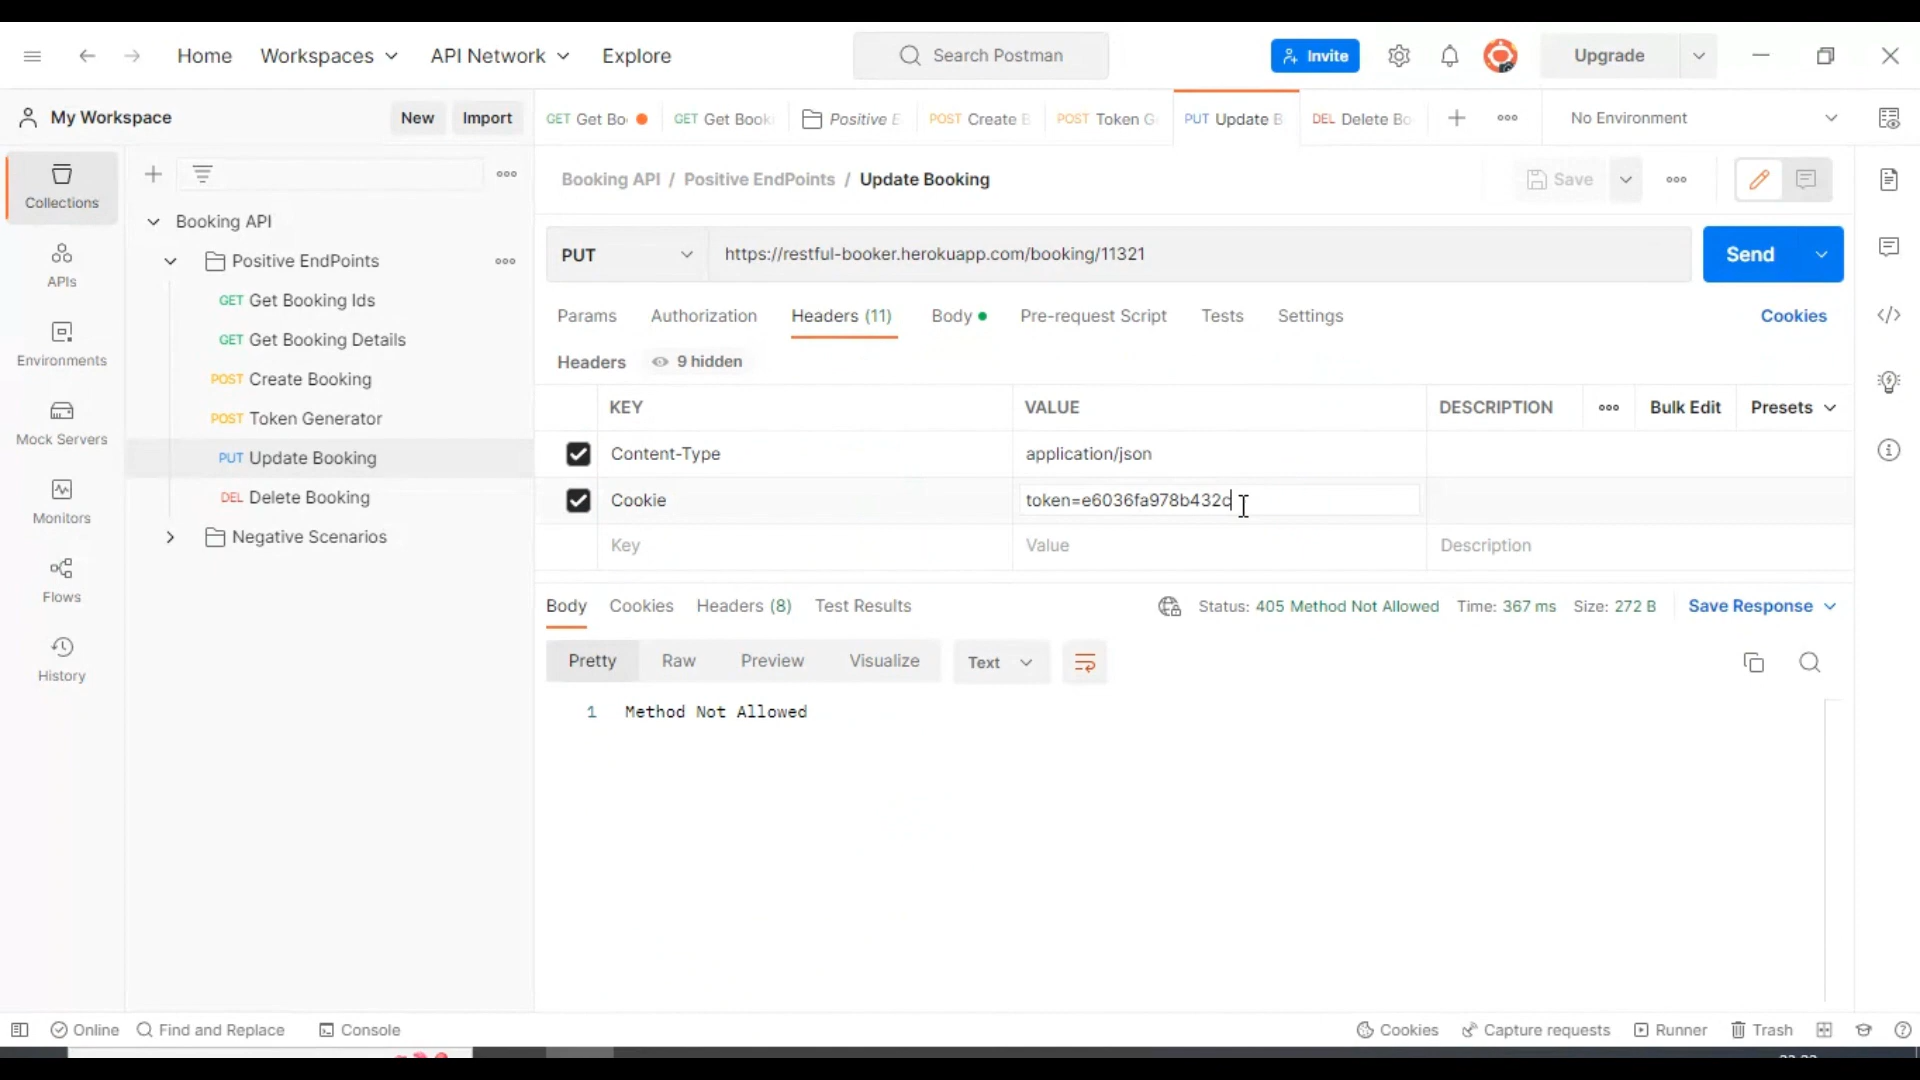 Home Workspaces API Network Explore Search Postman Invite Upgrade
My Workspace New Import GET Get Bo GET Get Book Positive E POST Create B POST Token G PUT Update B DEL Delete Bo No Environment
Collections
APIs
Environments
Mock Servers
Monitors
Flows
History
Booking API
Positive EndPoints
GET Get Booking Ids
GET Get Booking Details
POST Create Booking
POST Token Generator
PUT Update Booking
DEL Delete Booking
Negative Scenarios
Booking API / Positive EndPoints / Update Booking Save
PUT https://restful-booker.herokuapp.com/booking/11321 Send
Params Authorization Headers (11) Body Pre-request Script Tests Settings Cookies
Headers 9 hidden
KEY VALUE DESCRIPTION Bulk Edit Presets
Content-Type application/json
Cookie token=e6036fa978b432c
Key Value Description
Body Cookies Headers (8) Test Results Status: 405 Method Not Allowed Time: 367 ms Size: 272 B Save Response
Pretty Raw Preview Visualize Text
1 Method Not Allowed
Online Find and Replace Console Cookies Capture requests Runner Trash